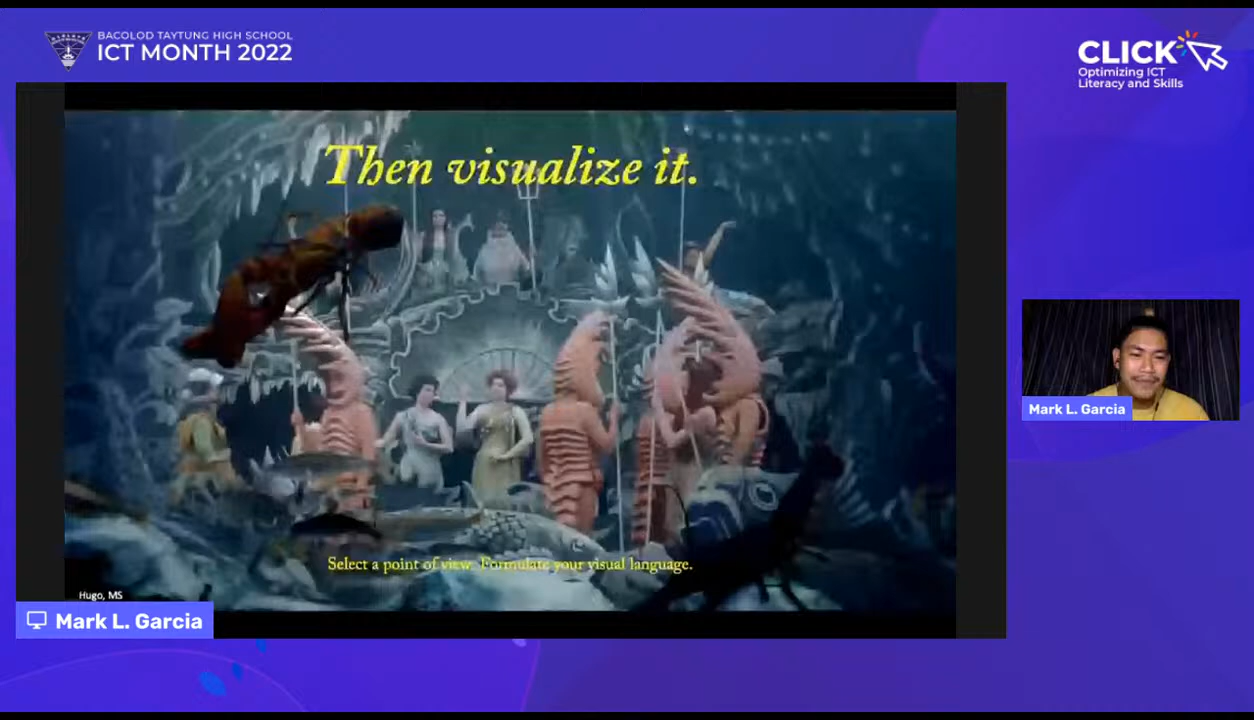 BACOLOD TAYTUNG HIGH SCHOOL
ICT MONTH 2022
CLICK
Optimizing ICT
Literacy and Skills
Then visualize it.
Mark L. Garcia
Select a point of view. Formulate your visual language.
Hugo, MS
Mark L. Garcia